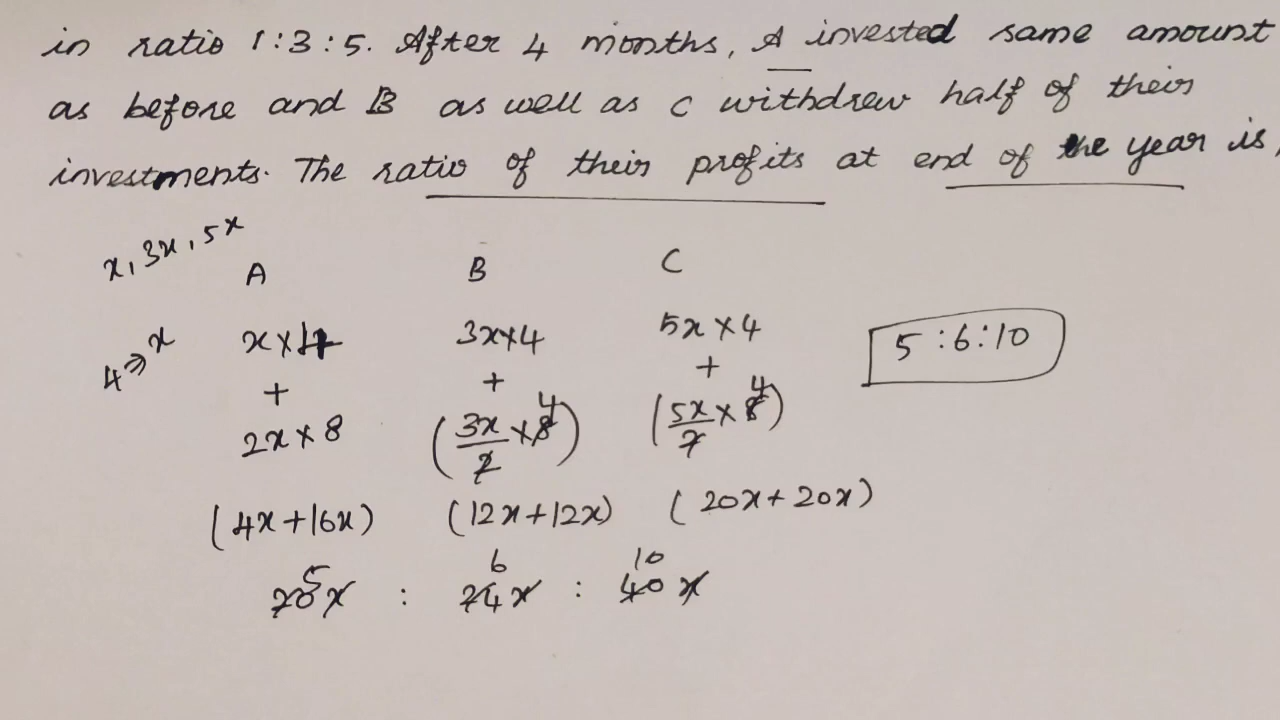 in ratio 1:3:5. After 4 months, A invested same amount
as before and B as well as C withdrew half of their
investments. The ratio of their profits at end of the year is,
x, 3x, 5x
A B C
4 ⇒ x
x×4 3x×4 5x×4
+ + +
2x×8 (3x/2 ×8) 4 (5x/2 ×8) 4
(4x+16x) (12x+12x) (20x+20x)
5 6 10
20x : 24x : 40x
5:6:10